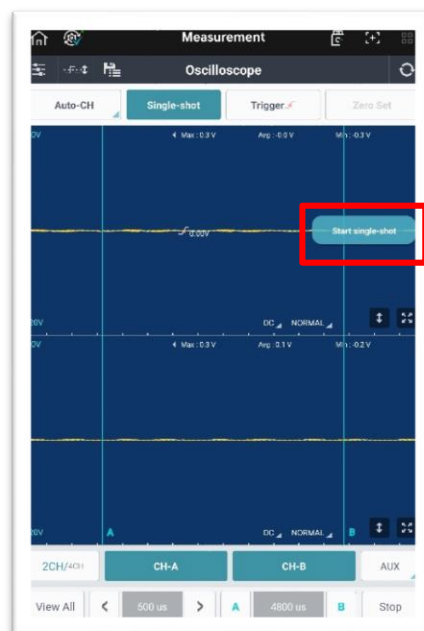 Measurement
Oscilloscope
Auto-CH Single-shot Trigger Zero Set
Max : 0.3 V Avg : -0.0 V Min : -0.3 V
0.00V
Start single-shot
DC NORMAL
Max : 0.3 V Avg : 0.1 V Min : -0.2 V
A DC NORMAL B
2CH/4CH CH-A CH-B AUX
View All < 500 us > A 4800 us B Stop